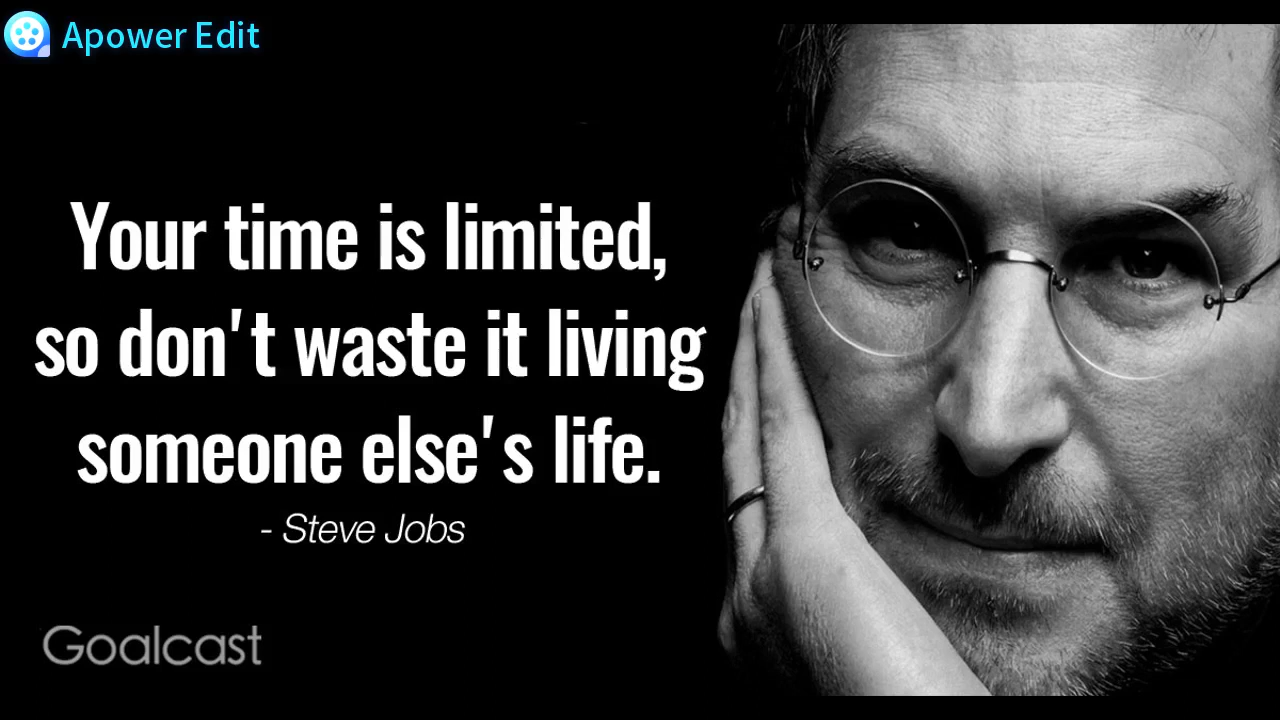 Apower Edit
Your time is limited,
so don't waste it living
someone else's life.
- Steve Jobs
Goalcast